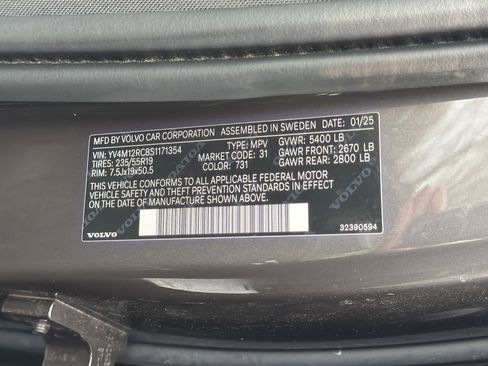 MFD BY VOLVO CAR CORPORATION ASSEMBLED IN SWEDEN DATE: 01/25
VIN: YV4M12RC8S1171354 TYPE: MPV GVWR: 5400 LB
TIRES: 235/55R19 MARKET CODE: 31 GAWR FRONT: 2670 LB
RIM: 7.5Jx19x50.5 COLOR: 731 GAWR REAR: 2800 LB
THIS VEHICLE CONFORMS TO ALL APPLICABLE FEDERAL MOTOR
VEHICLE SAFETY STANDARDS IN EFFECT ON THE
DATE OF MANUFACTURE SHOWN ABOVE.
VOLVO 32390594